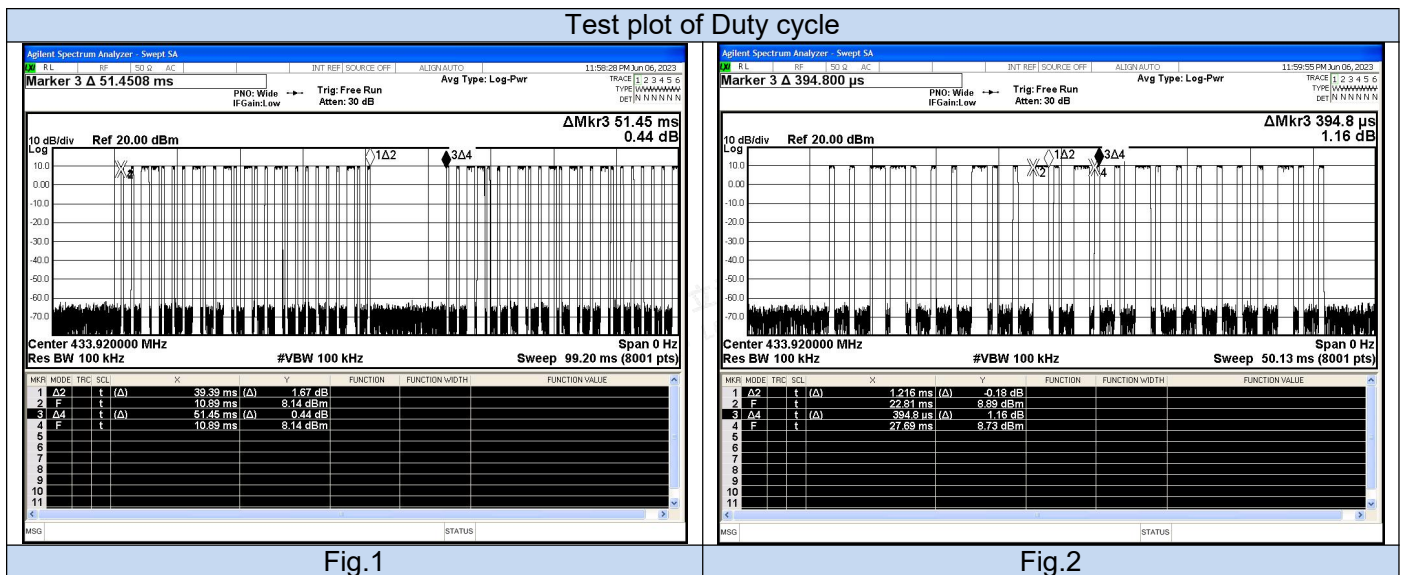 Test plot of Duty cycle
Agilent Spectrum Analyzer - Swept SA
LXI RL RF 50 Ω AC INT REF SOURCE OFF ALIGN AUTO 11:58:28 PM Jun 06, 2023
Marker 3 Δ 51.4508 ms
PNO: Wide
IFGain:Low
Trig: Free Run
Atten: 30 dB
Avg Type: Log-Pwr
TRACE 1 2 3 4 5 6
TYPE WWWWWW
DET N N N N N N
ΔMkr3 51.45 ms
0.44 dB
10 dB/div Ref 20.00 dBm
Log
1Δ2
3Δ4
10.0
0.00
-10.0
-20.0
-30.0
-40.0
-50.0
-60.0
-70.0
Center 433.920000 MHz
Span 0 Hz
Res BW 100 kHz
#VBW 100 kHz
Sweep 99.20 ms (8001 pts)
MKR MODE TRC SCL X Y FUNCTION FUNCTION WIDTH FUNCTION VALUE
1 Δ2 t (Δ) 39.39 ms (Δ) 1.67 dB
2 F t 10.89 ms 8.14 dBm
3 Δ4 t (Δ) 51.45 ms (Δ) 0.44 dB
4 F t 10.89 ms 8.14 dBm
5
6
7
8
9
10
11
MSG STATUS
Fig.1
Agilent Spectrum Analyzer - Swept SA
LXI RL RF 50 Ω AC INT REF SOURCE OFF ALIGN AUTO 11:59:55 PM Jun 06, 2023
Marker 3 Δ 394.800 µs
PNO: Wide
IFGain:Low
Trig: Free Run
Atten: 30 dB
Avg Type: Log-Pwr
TRACE 1 2 3 4 5 6
TYPE WWWWWW
DET N N N N N N
ΔMkr3 394.8 µs
1.16 dB
10 dB/div Ref 20.00 dBm
Log
1Δ2
3Δ4
2
4
10.0
0.00
-10.0
-20.0
-30.0
-40.0
-50.0
-60.0
-70.0
Center 433.920000 MHz
Span 0 Hz
Res BW 100 kHz
#VBW 100 kHz
Sweep 50.13 ms (8001 pts)
MKR MODE TRC SCL X Y FUNCTION FUNCTION WIDTH FUNCTION VALUE
1 Δ2 t (Δ) 1.216 ms (Δ) -0.18 dB
2 F t 22.81 ms 8.89 dBm
3 Δ4 t (Δ) 394.8 µs (Δ) 1.16 dB
4 F t 27.69 ms 8.73 dBm
5
6
7
8
9
10
11
MSG STATUS
Fig.2